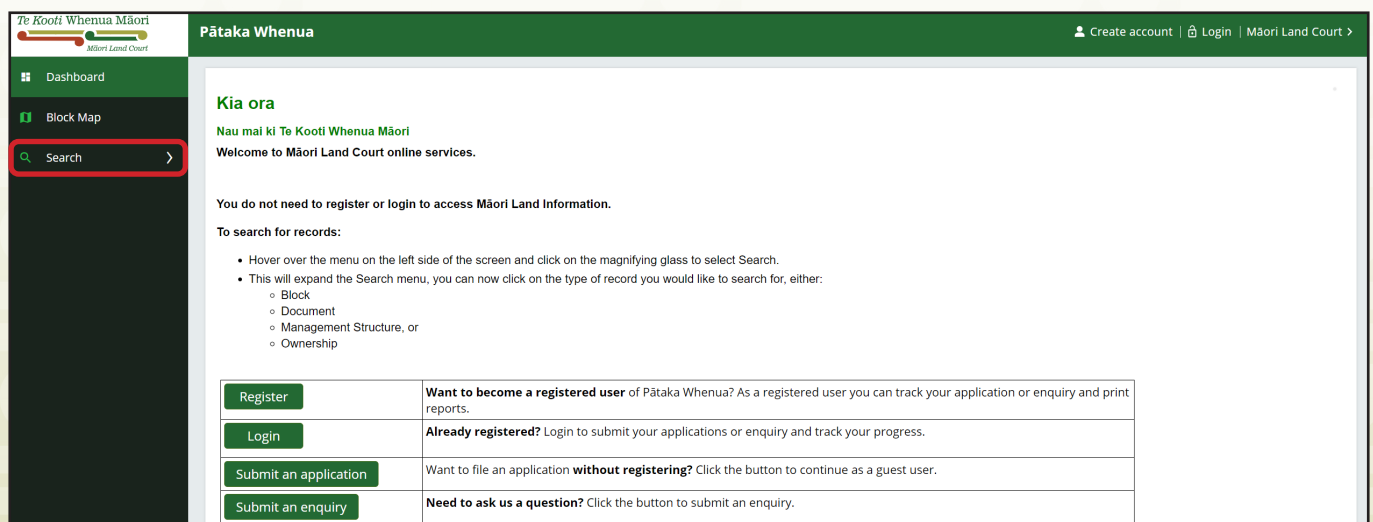 Te Kooti Whenua Māori
Māori Land Court
Pātaka Whenua
Create account | Login | Māori Land Court >
Dashboard
Block Map
Search
Kia ora
Nau mai ki Te Kooti Whenua Māori
Welcome to Māori Land Court online services.
You do not need to register or login to access Māori Land Information.
To search for records:
• Hover over the menu on the left side of the screen and click on the magnifying glass to select Search.
• This will expand the Search menu, you can now click on the type of record you would like to search for, either:
◦ Block
◦ Document
◦ Management Structure, or
◦ Ownership
Register
Want to become a registered user of Pātaka Whenua? As a registered user you can track your application or enquiry and print
reports.
Login
Already registered? Login to submit your applications or enquiry and track your progress.
Submit an application
Want to file an application without registering? Click the button to continue as a guest user.
Submit an enquiry
Need to ask us a question? Click the button to submit an enquiry.